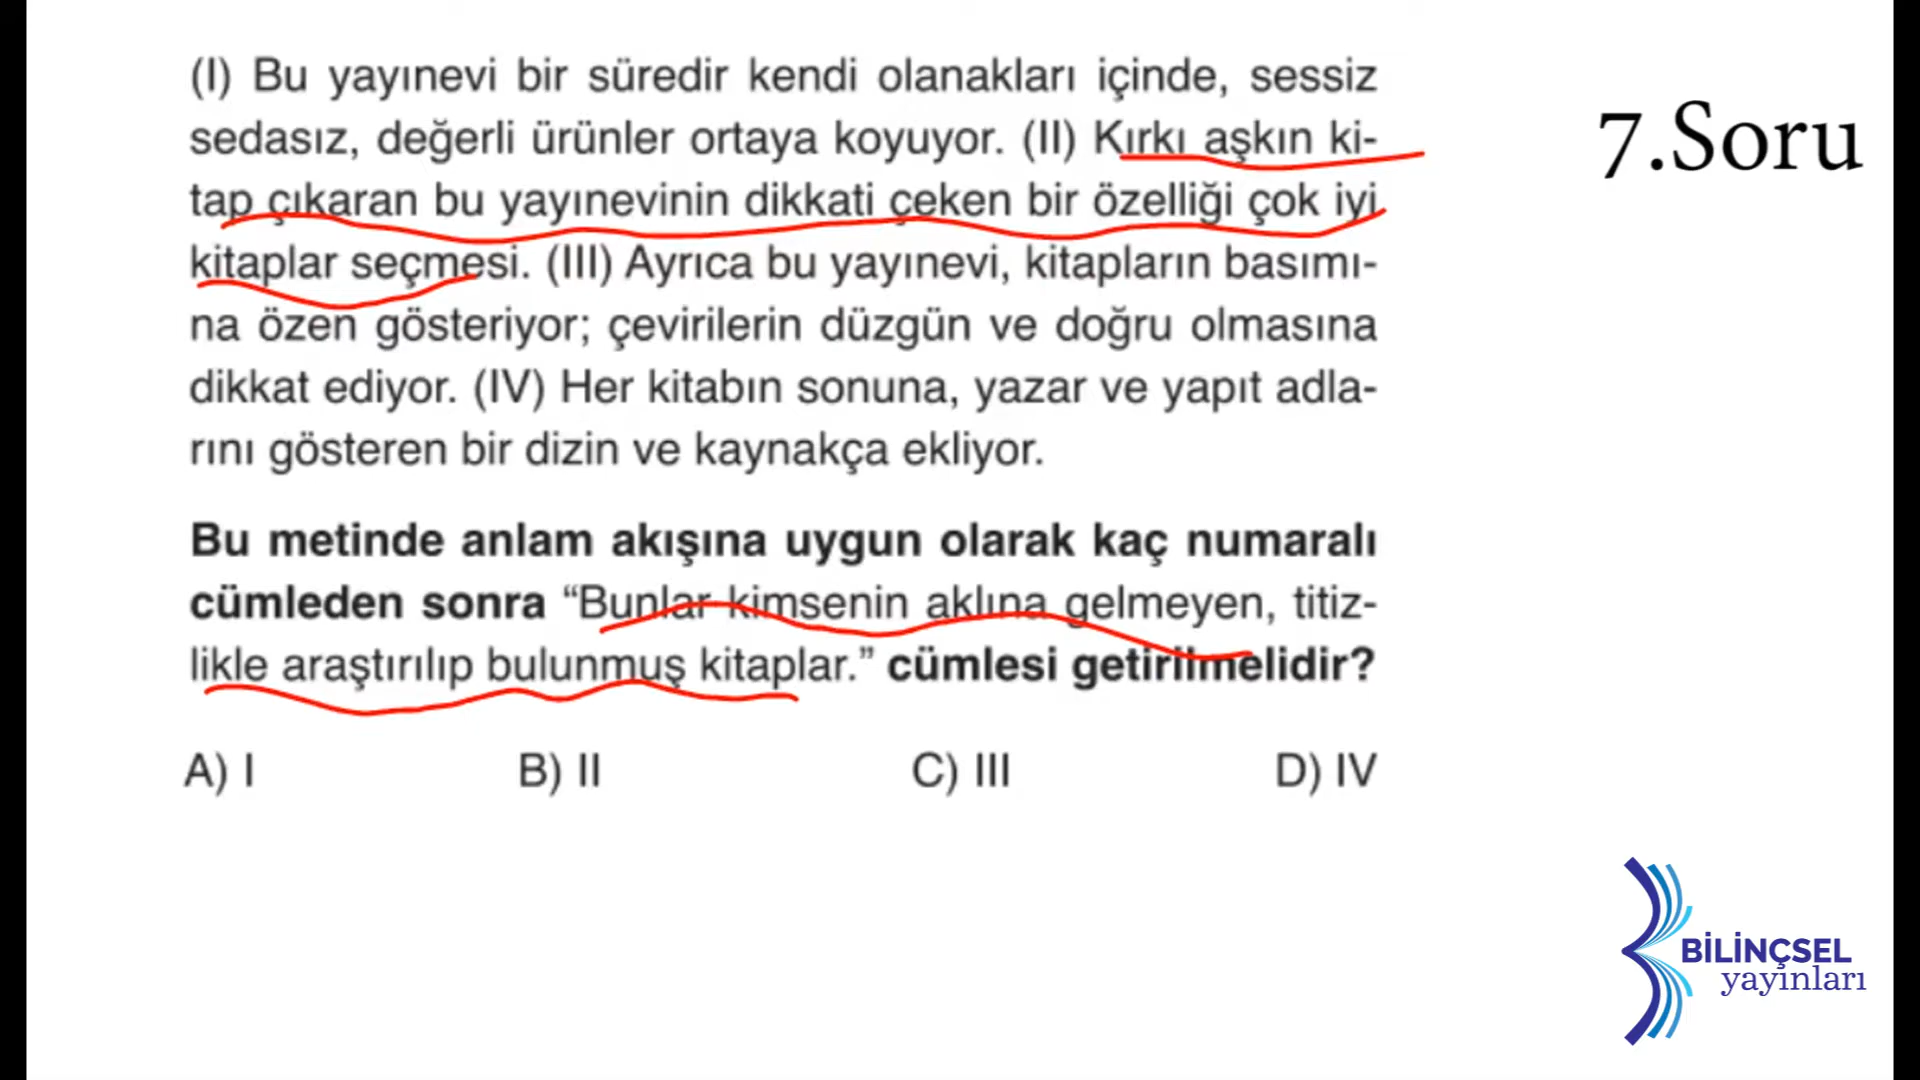 (I) Bu yayınevi bir süredir kendi olanakları içinde, sessiz
sedasız, değerli ürünler ortaya koyuyor. (II) Kırkı aşkın ki-
tap çıkaran bu yayınevinin dikkati çeken bir özelliği çok iyi
kitaplar seçmesi. (III) Ayrıca bu yayınevi, kitapların basımı-
na özen gösteriyor; çevirilerin düzgün ve doğru olmasına
dikkat ediyor. (IV) Her kitabın sonuna, yazar ve yapıt adla-
rını gösteren bir dizin ve kaynakça ekliyor.
Bu metinde anlam akışına uygun olarak kaç numaralı
cümleden sonra “Bunlar kimsenin aklına gelmeyen, titiz-
likle araştırılıp bulunmuş kitaplar.” cümlesi getirilmelidir?
A) I B) II C) III D) IV
7.Soru
BİLİNÇSEL
yayınları